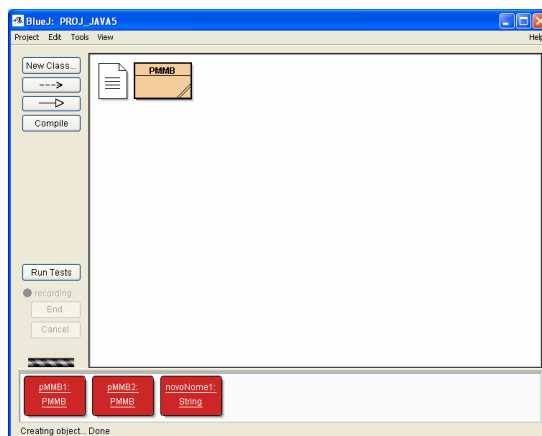 BlueJ: PROJ_JAVA5
Project Edit Tools View Help
New Class...
PMMB
Compile
Run Tests
recording
End
Cancel
pMMB1:
PMMB
pMMB2:
PMMB
novoNome1:
String
Creating object... Done